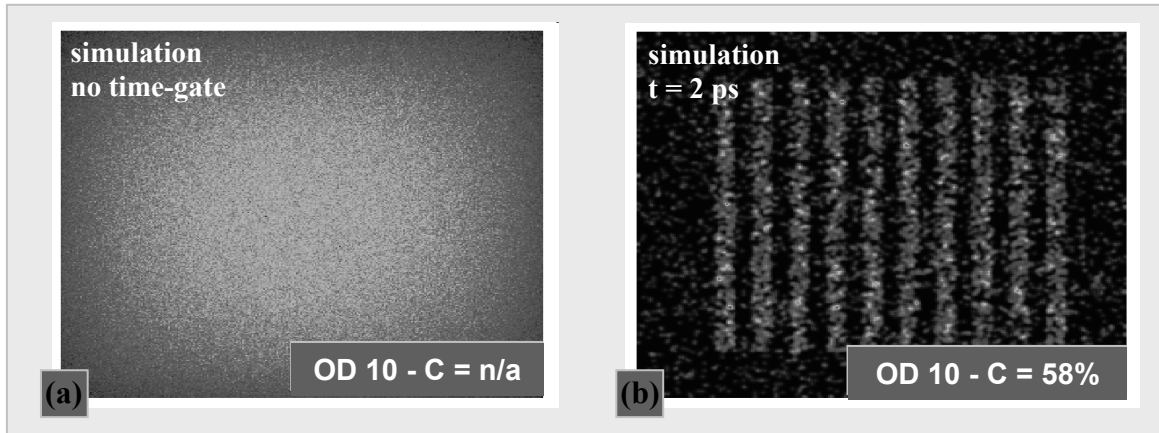 simulation
no time-gate
OD 10 - C = n/a
(a)
simulation
t = 2 ps
OD 10 - C = 58%
(b)